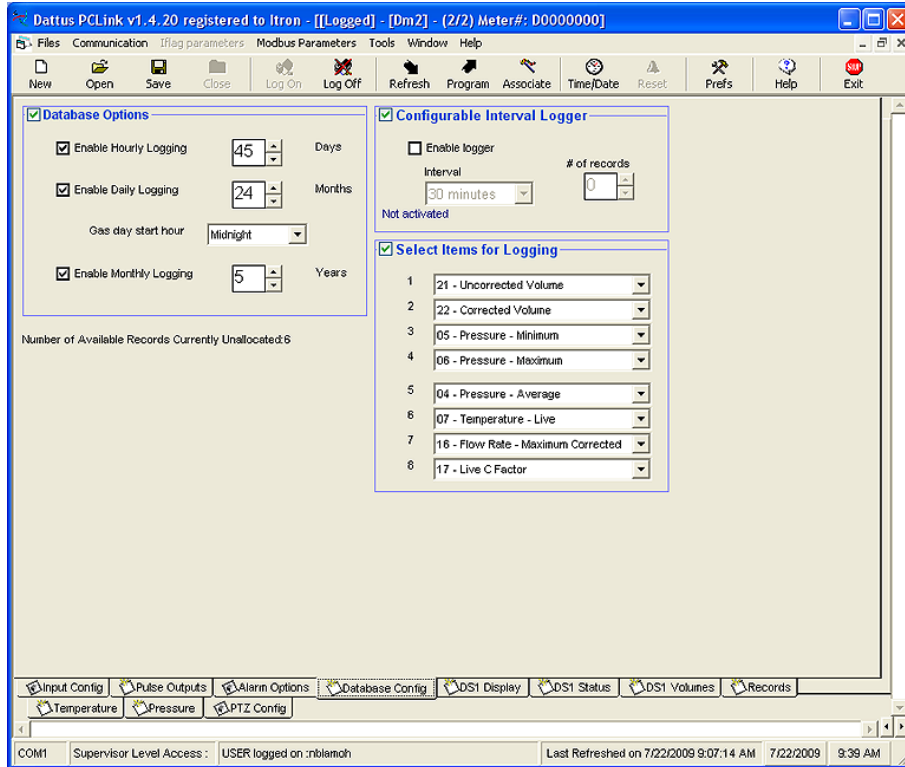 Dattus PCLink v1.4.20 registered to Itron - [[Logged] - [Dm2] - (2/2) Meter#: D0000000]
Files Communication Iflag parameters Modbus Parameters Tools Window Help
New Open Save Close Log On Log Off Refresh Program Associate Time/Date Reset Prefs Help Exit
Database Options
Enable Hourly Logging 45 Days
Enable Daily Logging 24 Months
Gas day start hour Midnight
Enable Monthly Logging 5 Years
Number of Available Records Currently Unallocated:6
Configurable Interval Logger
Enable logger
Interval # of records
30 minutes 0
Not activated
Select Items for Logging
1 21 - Uncorrected Volume
2 22 - Corrected Volume
3 05 - Pressure - Minimum
4 06 - Pressure - Maximum
5 04 - Pressure - Average
6 07 - Temperature - Live
7 16 - Flow Rate - Maximum Corrected
8 17 - Live C Factor
Input Config Pulse Outputs Alarm Options Database Config DS1 Display DS1 Status DS1 Volumes Records
Temperature Pressure PTZ Config
COM1 Supervisor Level Access : USER logged on :nblamoh Last Refreshed on 7/22/2009 9:07:14 AM 7/22/2009 9:39 AM